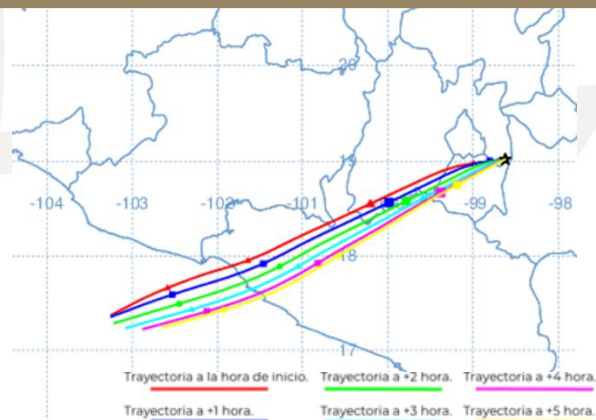 20
19
-104 -103 -102 -101 -100 -99 -98
18
17
Trayectoria a la hora de inicio. Trayectoria a +2 hora. Trayectoria a +4 hora.
Trayectoria a +1 hora. Trayectoria a +3 hora. Trayectoria a +5 hora.